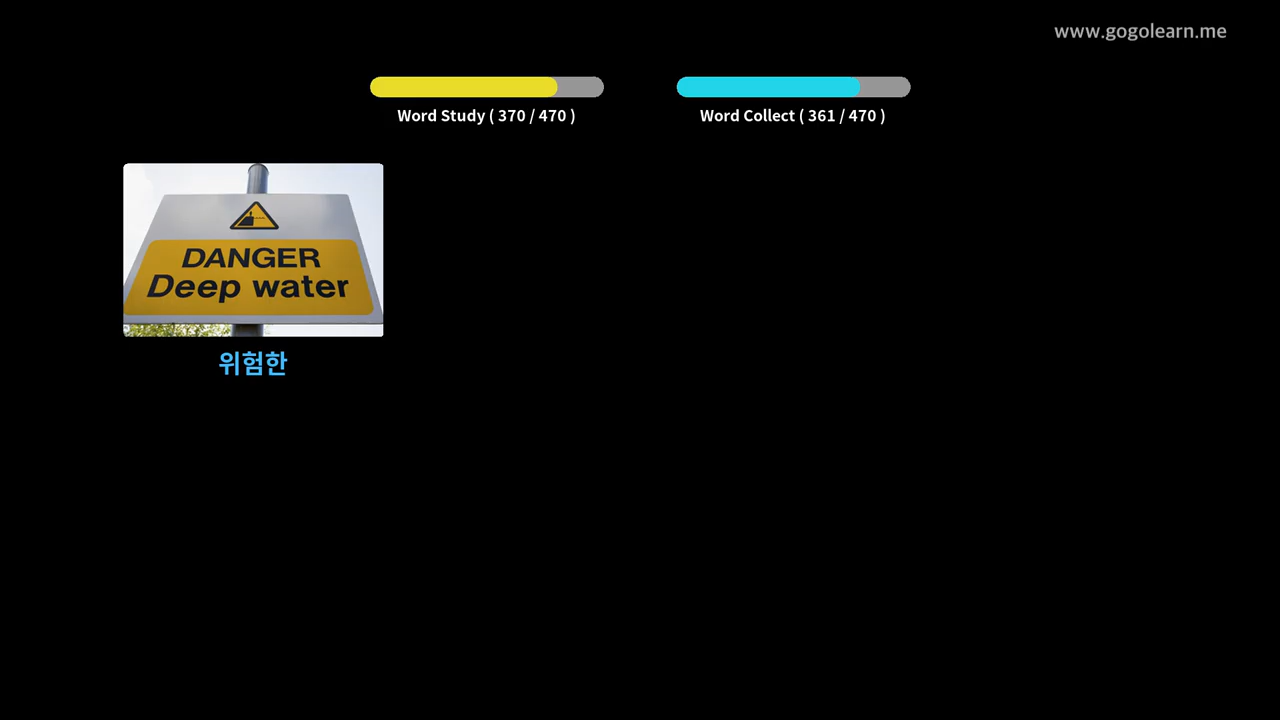 www.gogolearn.me
Word Study ( 370 / 470 )
Word Collect ( 361 / 470 )
DANGER
Deep water
위험한